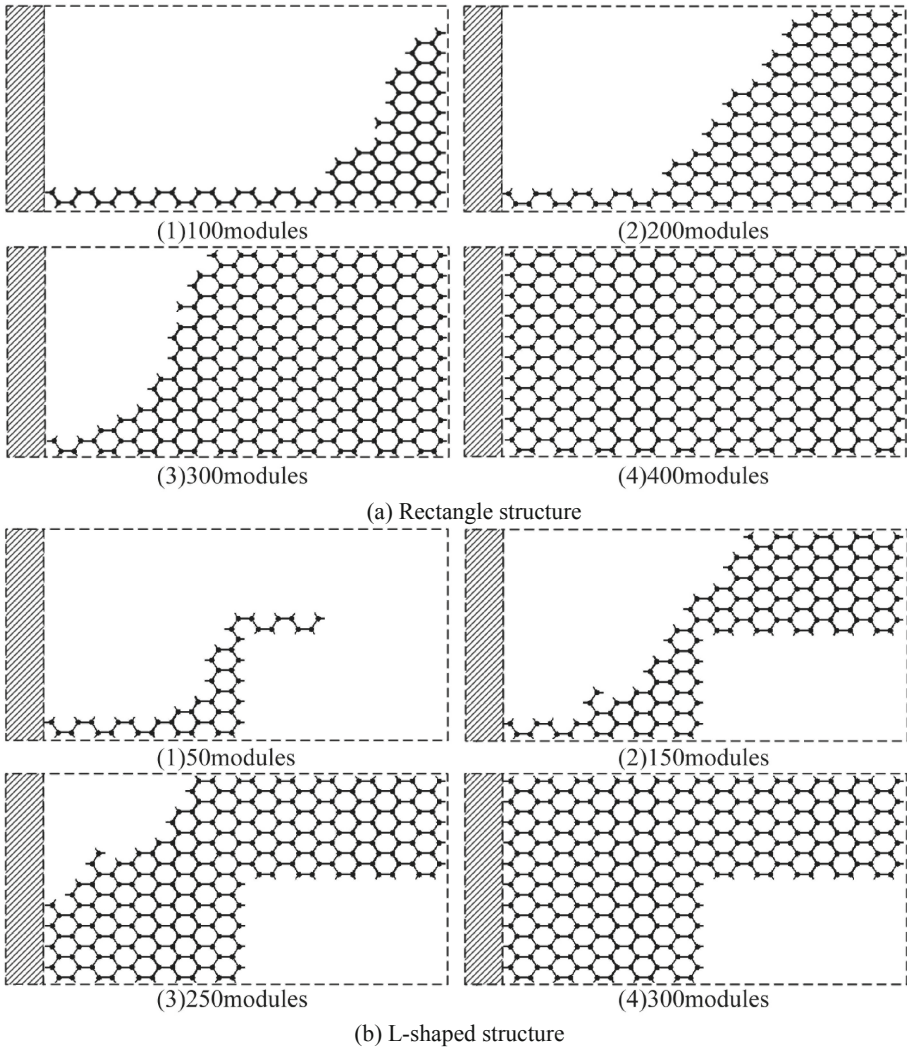 (1)100modules
(2)200modules
(3)300modules
(4)400modules
(a) Rectangle structure
(1)50modules
(2)150modules
(3)250modules
(4)300modules
(b) L-shaped structure